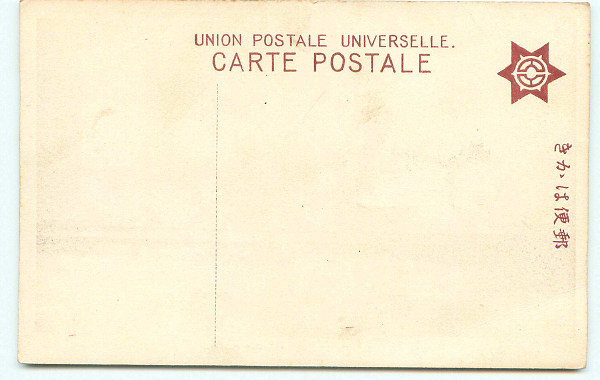 UNION POSTALE UNIVERSELLE.
CARTE POSTALE
郵便はかき